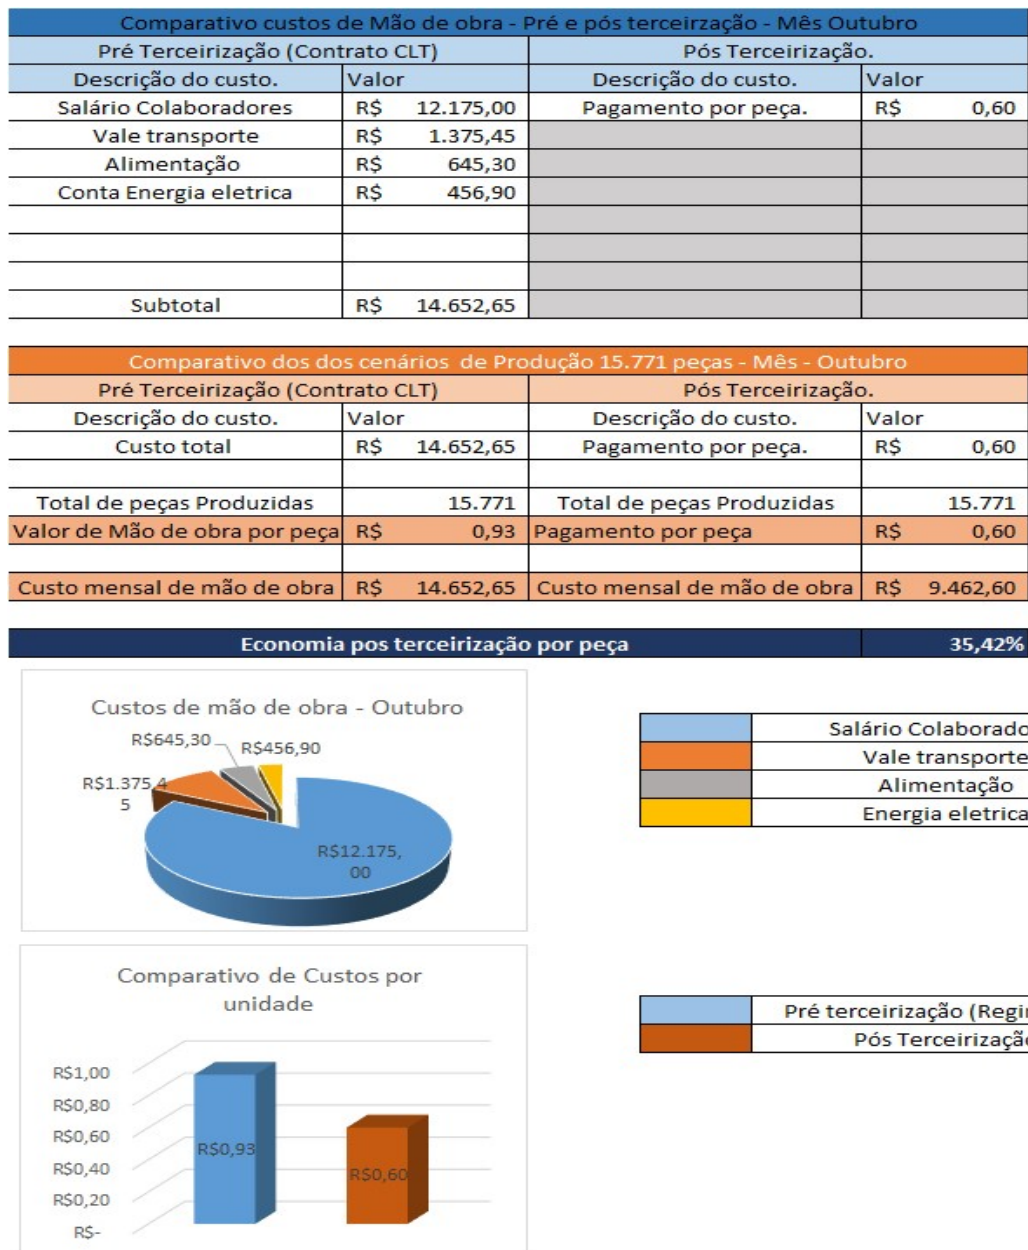 Comparativo custos de Mão de obra - Pré e pós terceirzação - Mês Outubro
Pré Terceirização (Contrato CLT) Pós Terceirização.
Descrição do custo. Valor Descrição do custo. Valor
Salário Colaboradores R$ 12.175,00 Pagamento por peça. R$ 0,60
Vale transporte R$ 1.375,45
Alimentação R$ 645,30
Conta Energia eletrica R$ 456,90
Subtotal R$ 14.652,65
Comparativo dos dos cenários de Produção 15.771 peças - Mês - Outubro
Pré Terceirização (Contrato CLT) Pós Terceirização.
Descrição do custo. Valor Descrição do custo. Valor
Custo total R$ 14.652,65 Pagamento por peça. R$ 0,60
Total de peças Produzidas 15.771 Total de peças Produzidas 15.771
Valor de Mão de obra por peça R$ 0,93 Pagamento por peça R$ 0,60
Custo mensal de mão de obra R$ 14.652,65 Custo mensal de mão de obra R$ 9.462,60
Economia pos terceirização por peça 35,42%
Custos de mão de obra - Outubro
R$645,30
R$456,90
R$1.375,4
5
R$12.175,
00
Salário Colaborado
Vale transporte
Alimentação
Energia eletrica
Comparativo de Custos por
unidade
R$1,00
R$0,80
R$0,60
R$0,40
R$0,20
R$-
R$0,93
R$0,60
Pré terceirização (Regi
Pós Terceirização